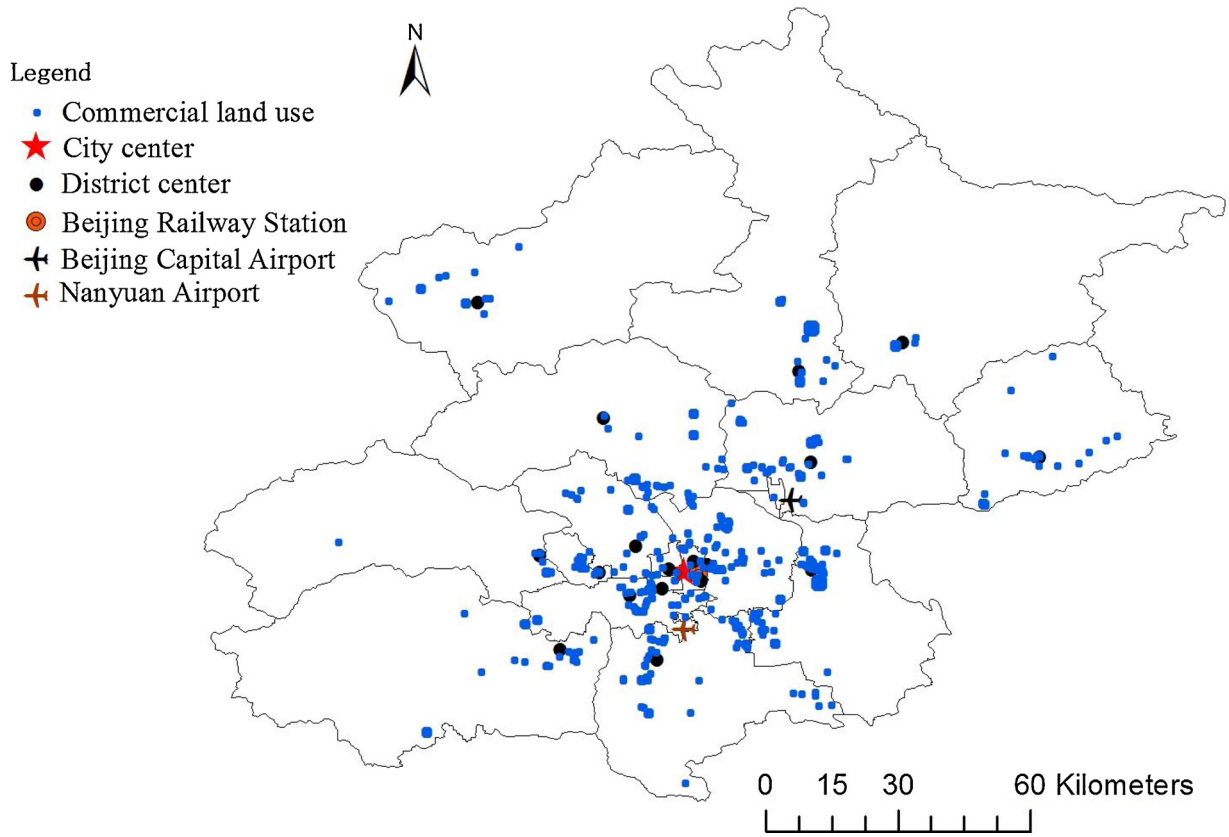 N
Legend
Commercial land use
City center
District center
Beijing Railway Station
Beijing Capital Airport
Nanyuan Airport
0 15 30 60 Kilometers